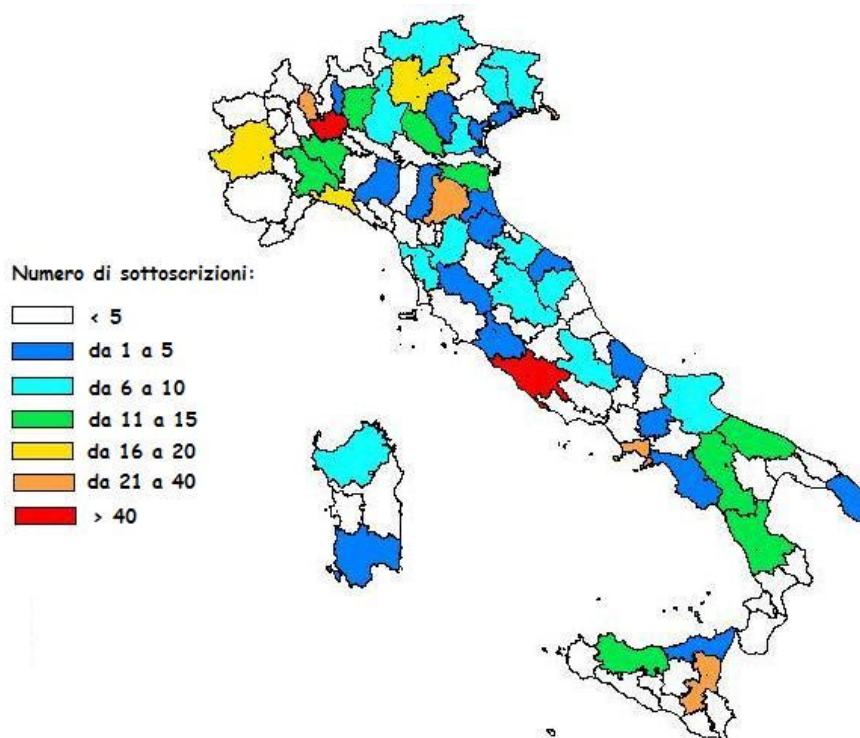 Numero di sottoscrizioni:
< 5
da 1 a 5
da 6 a 10
da 11 a 15
da 16 a 20
da 21 a 40
> 40